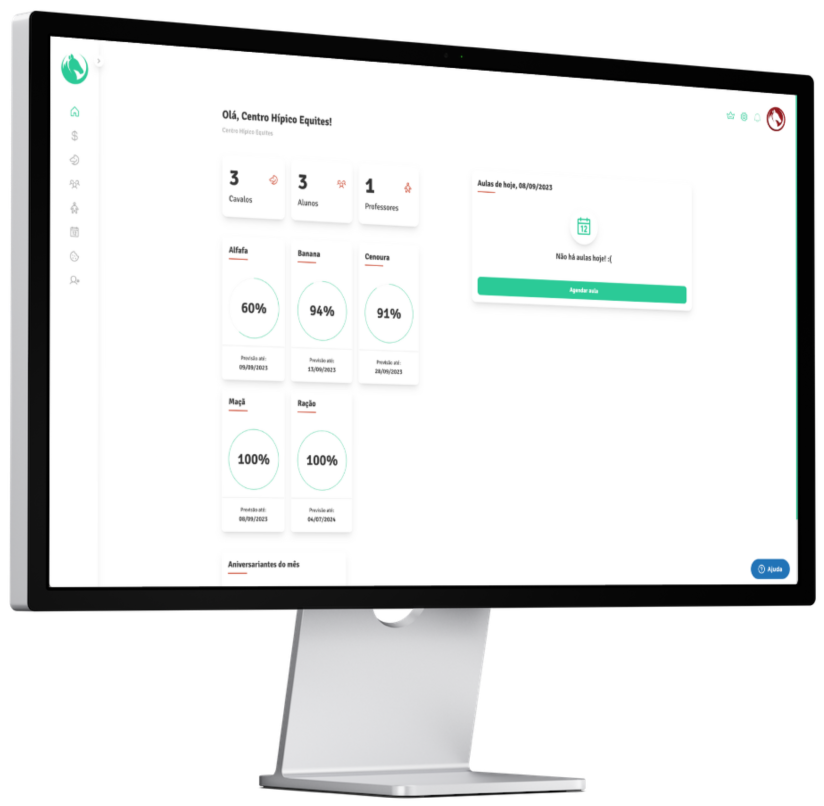 Olá, Centro Hípico Equites!
Centro Hípico Equites
3
Cavalos
3
Alunos
1
Professores
Aulas de hoje, 08/09/2023
12
Não há aulas hoje! :(
Agendar aula
Alfafa
60%
Previsão até:
09/09/2023
Banana
94%
Previsão até:
13/09/2023
Cenoura
91%
Previsão até:
28/09/2023
Maçã
100%
Previsão até:
08/09/2023
Ração
100%
Previsão até:
04/07/2024
Aniversariantes do mês
Ajuda